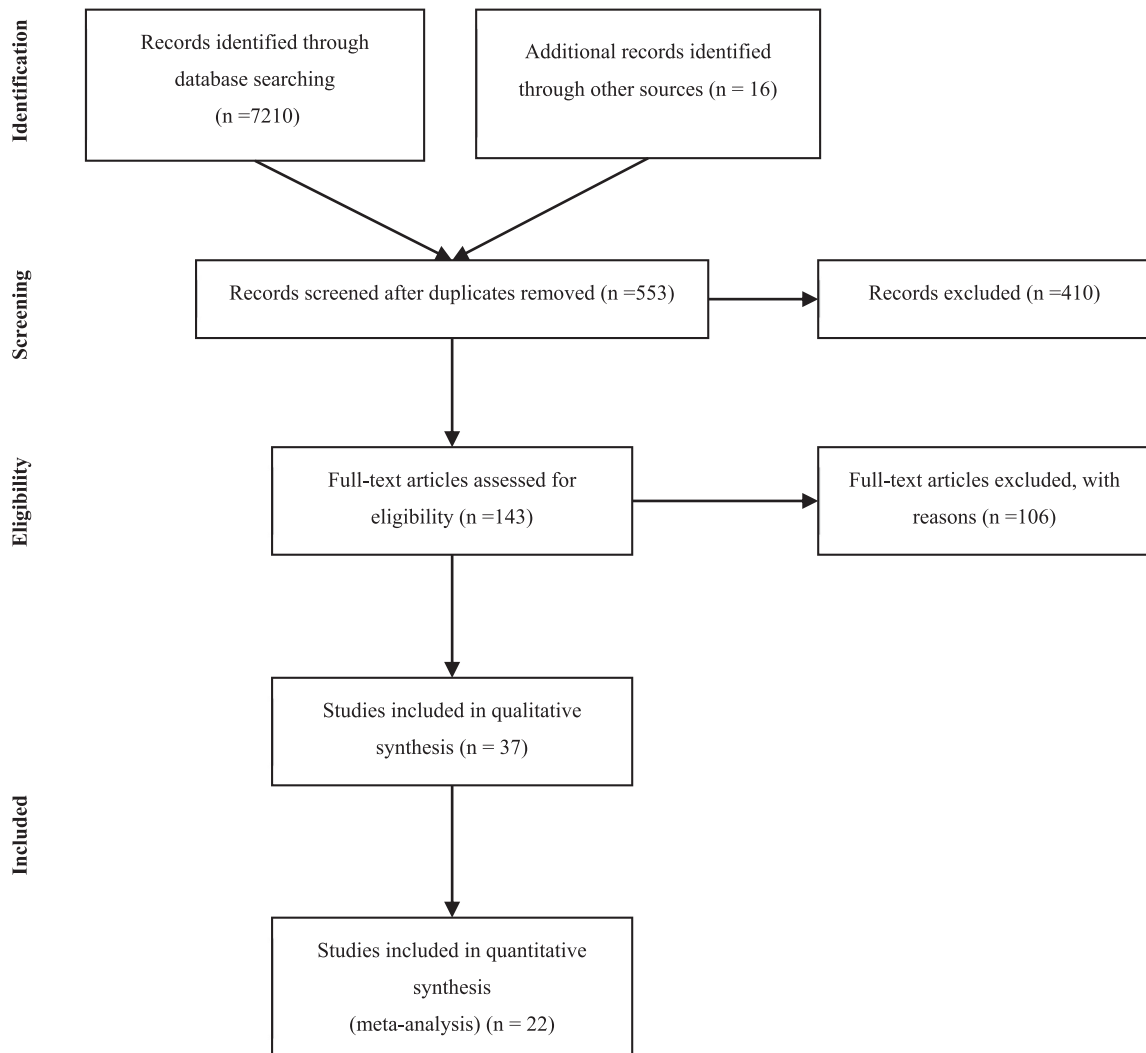 Identification
Records identified through
database searching
(n =7210)
Additional records identified
through other sources (n = 16)
Screening
Records screened after duplicates removed (n =553)
Records excluded (n =410)
Eligibility
Full-text articles assessed for
eligibility (n =143)
Full-text articles excluded, with
reasons (n =106)
Included
Studies included in qualitative
synthesis (n = 37)
Studies included in quantitative
synthesis
(meta-analysis) (n = 22)